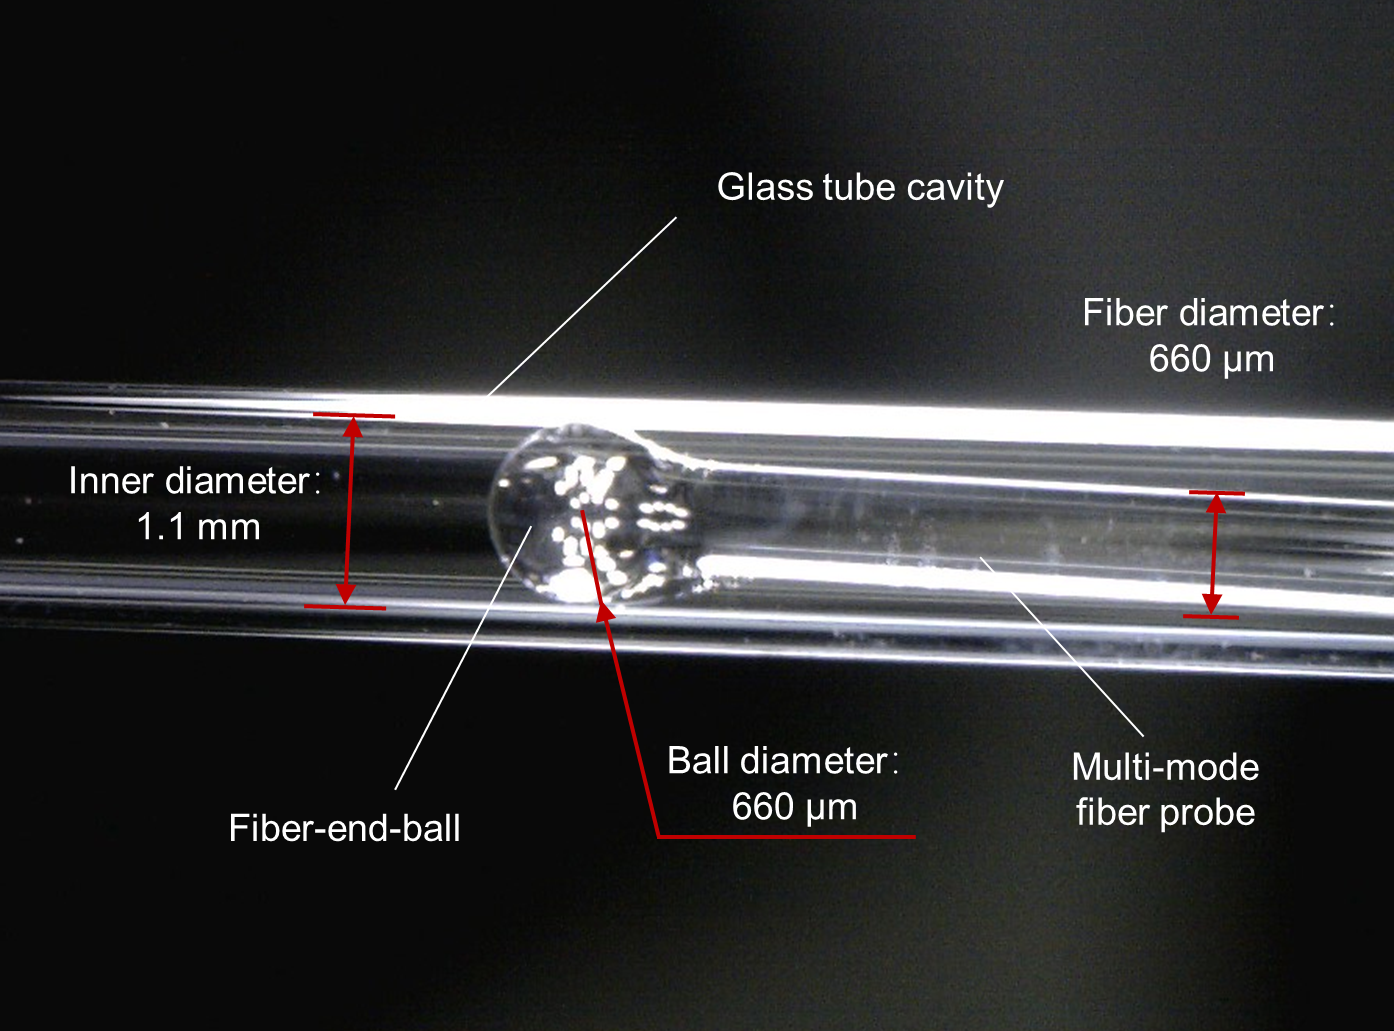 Glass tube cavity
Fiber diameter:
660 μm
Inner diameter:
1.1 mm
Ball diameter:
660 μm
Multi-mode
fiber probe
Fiber-end-ball